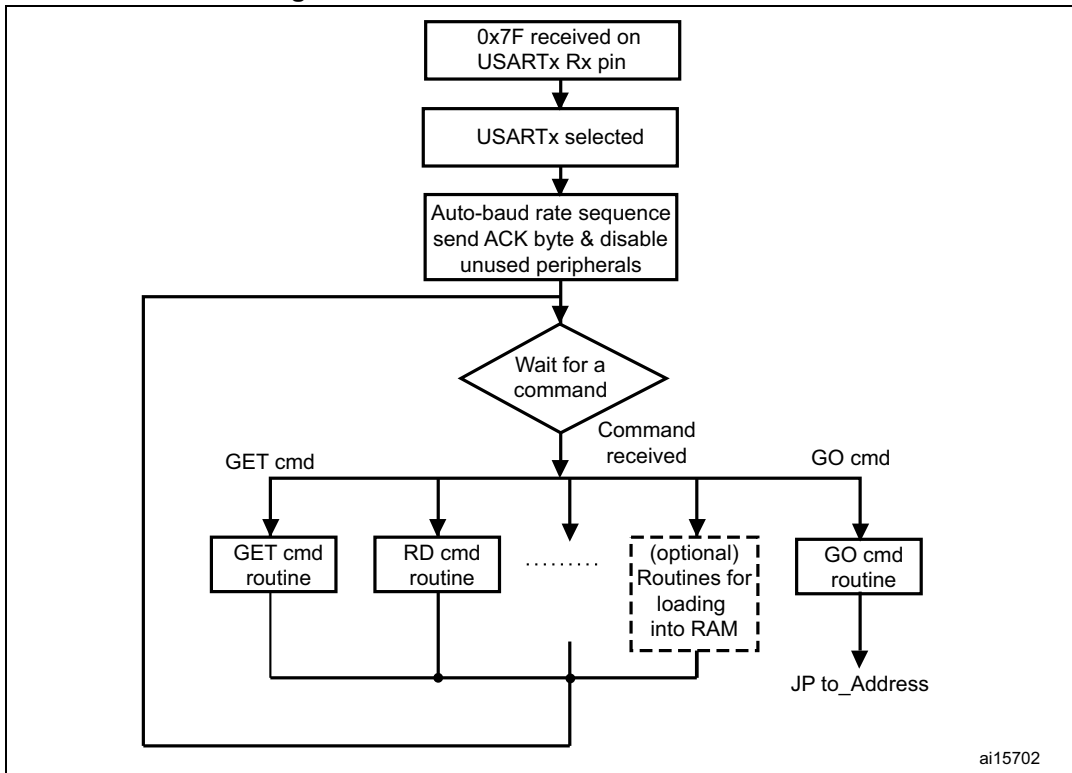 0x7F received on
USARTx Rx pin
USARTx selected
Auto-baud rate sequence
send ACK byte & disable
unused peripherals
Wait for a
command
Command
received
GET cmd
GO cmd
GET cmd
routine
RD cmd
routine
............
(optional)
Routines for
loading
into RAM
GO cmd
routine
JP to_Address
ai15702